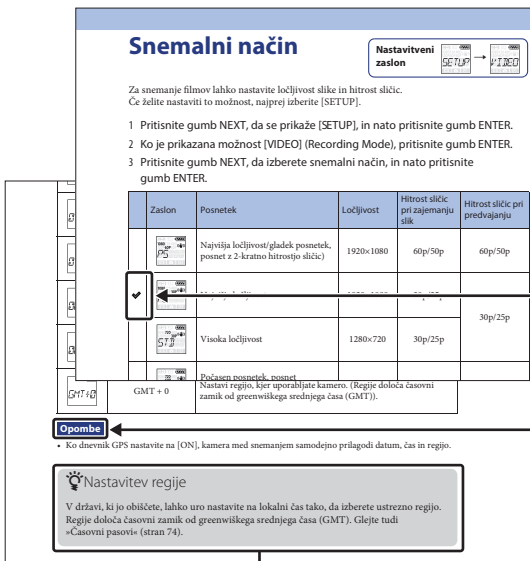 Snemalni način
Nastavitveni
zaslon
SETUP → VIDEO
Za snemanje filmov lahko nastavite ločljivost slike in hitrost sličic.
Če želite nastaviti to možnost, najprej izberite [SETUP].
1 Pritisnite gumb NEXT, da se prikaže [SETUP], in nato pritisnite gumb ENTER.
2 Ko je prikazana možnost [VIDEO] (Recording Mode), pritisnite gumb ENTER.
3 Pritisnite gumb NEXT, da izberete snemalni način, in nato pritisnite
gumb ENTER.
Zaslon Posnetek Ločljivost Hitrost sličic pri zajemanju slik Hitrost sličic pri predvajanju
PS Najvišja ločljivost/gladek posnetek,
posnet z 2-kratno hitrostjo sličic) 1920×1080 60p/50p 60p/50p
30p/25p
STD Visoka ločljivost 1280×720 30p/25p
Počasen posnetek, posnet
GMT+0 GMT + 0 Nastavi regijo, kjer uporabljate kamero. (Regije določa časovni
zamik od greenwiškega srednjega časa (GMT)).
Opombe
• Ko dnevnik GPS nastavite na [ON], kamera med snemanjem samodejno prilagodi datum, čas in regijo.
Nastavitev regije
V državi, ki jo obiščete, lahko uro nastavite na lokalni čas tako, da izberete ustrezno regijo.
Regije določa časovni zamik od greenwiškega srednjega časa (GMT). Glejte tudi
»Časovni pasovi« (stran 74).